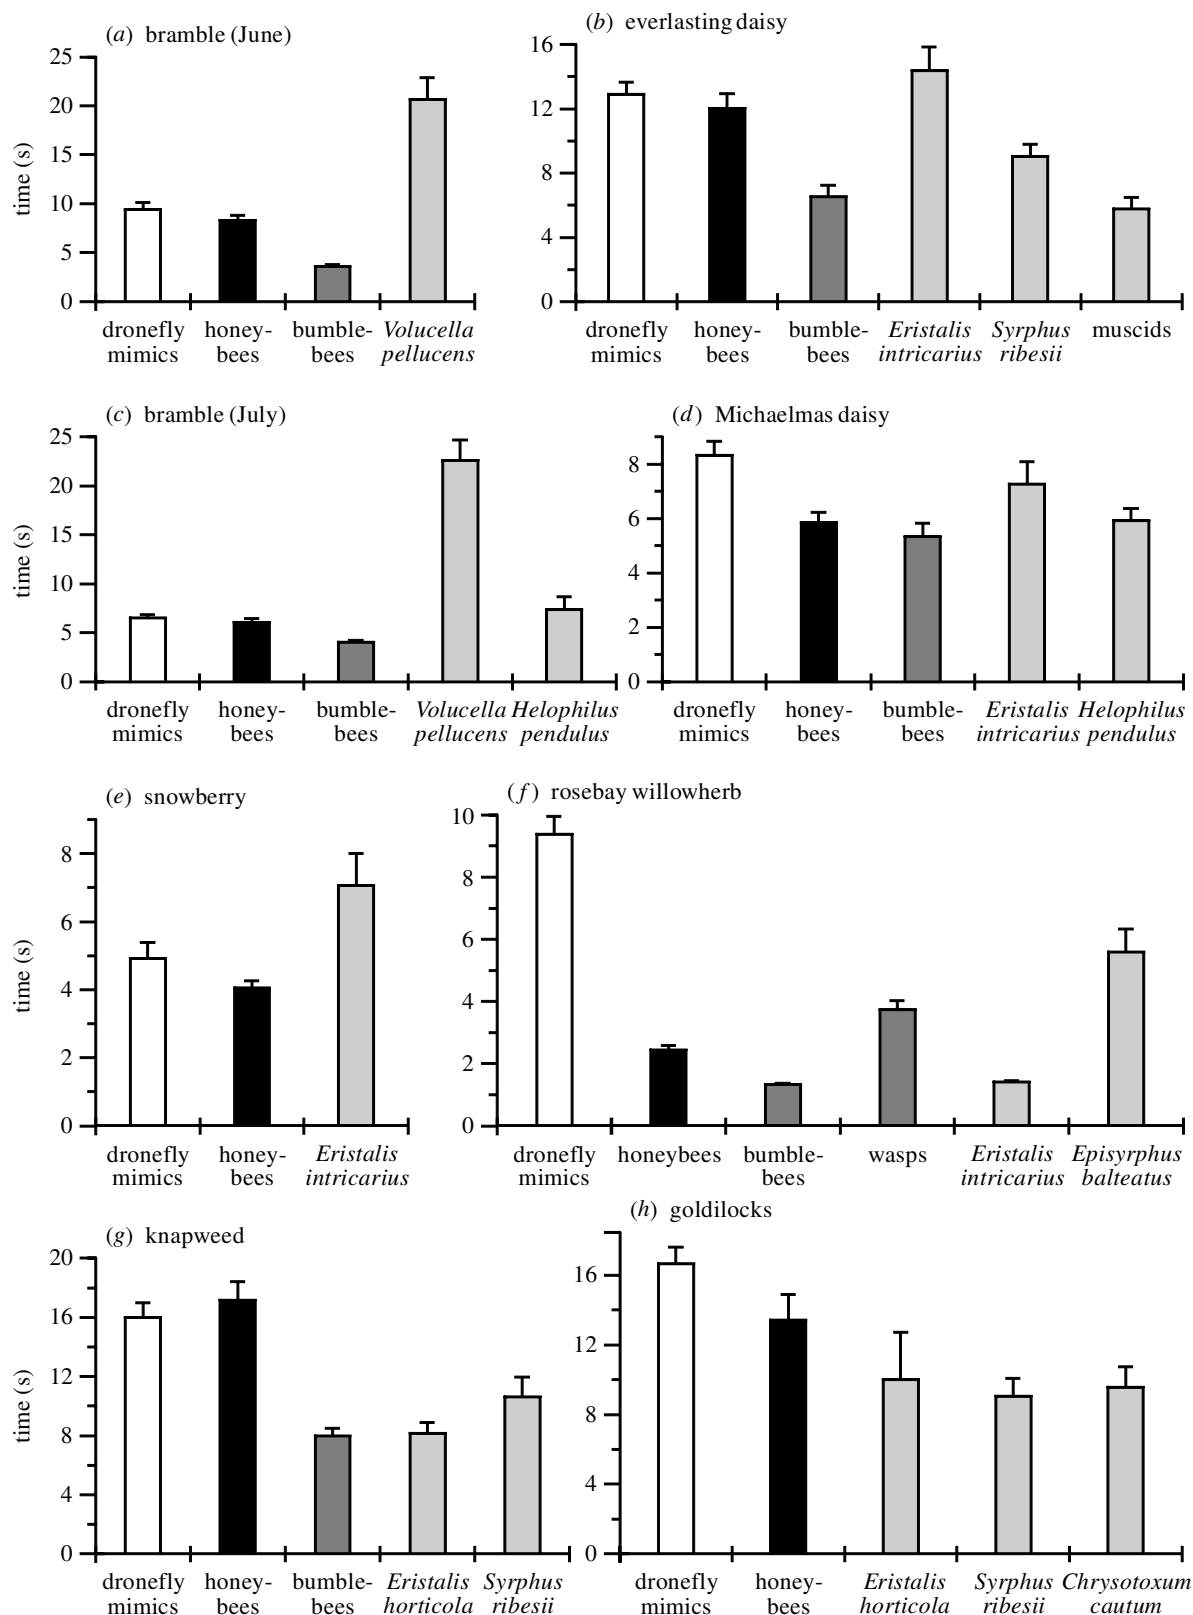 (a) bramble (June)
25
20
15
10
5
0
time (s)
dronefly mimics
honey-bees
bumble-bees
Volucella pellucens
(b) everlasting daisy
16
12
8
4
0
dronefly mimics
honey-bees
bumble-bees
Eristalis intricarius
Syrphus ribesii
muscids
(c) bramble (July)
25
20
15
10
5
0
time (s)
dronefly mimics
honey-bees
bumble-bees
Volucella pellucens
Helophilus pendulus
(d) Michaelmas daisy
8
6
4
2
0
dronefly mimics
honey-bees
bumble-bees
Eristalis intricarius
Helophilus pendulus
(e) snowberry
8
6
4
2
0
time (s)
dronefly mimics
honey-bees
Eristalis intricarius
(f) rosebay willowherb
10
8
6
4
2
0
dronefly mimics
honeybees
bumble-bees
wasps
Eristalis intricarius
Episyrphus balteatus
(g) knapweed
20
16
12
8
4
0
time (s)
dronefly mimics
honey-bees
bumble-bees
Eristalis horticola
Syrphus ribesii
(h) goldilocks
16
12
8
4
0
dronefly mimics
honey-bees
Eristalis horticola
Syrphus ribesii
Chrysotoxum cautum